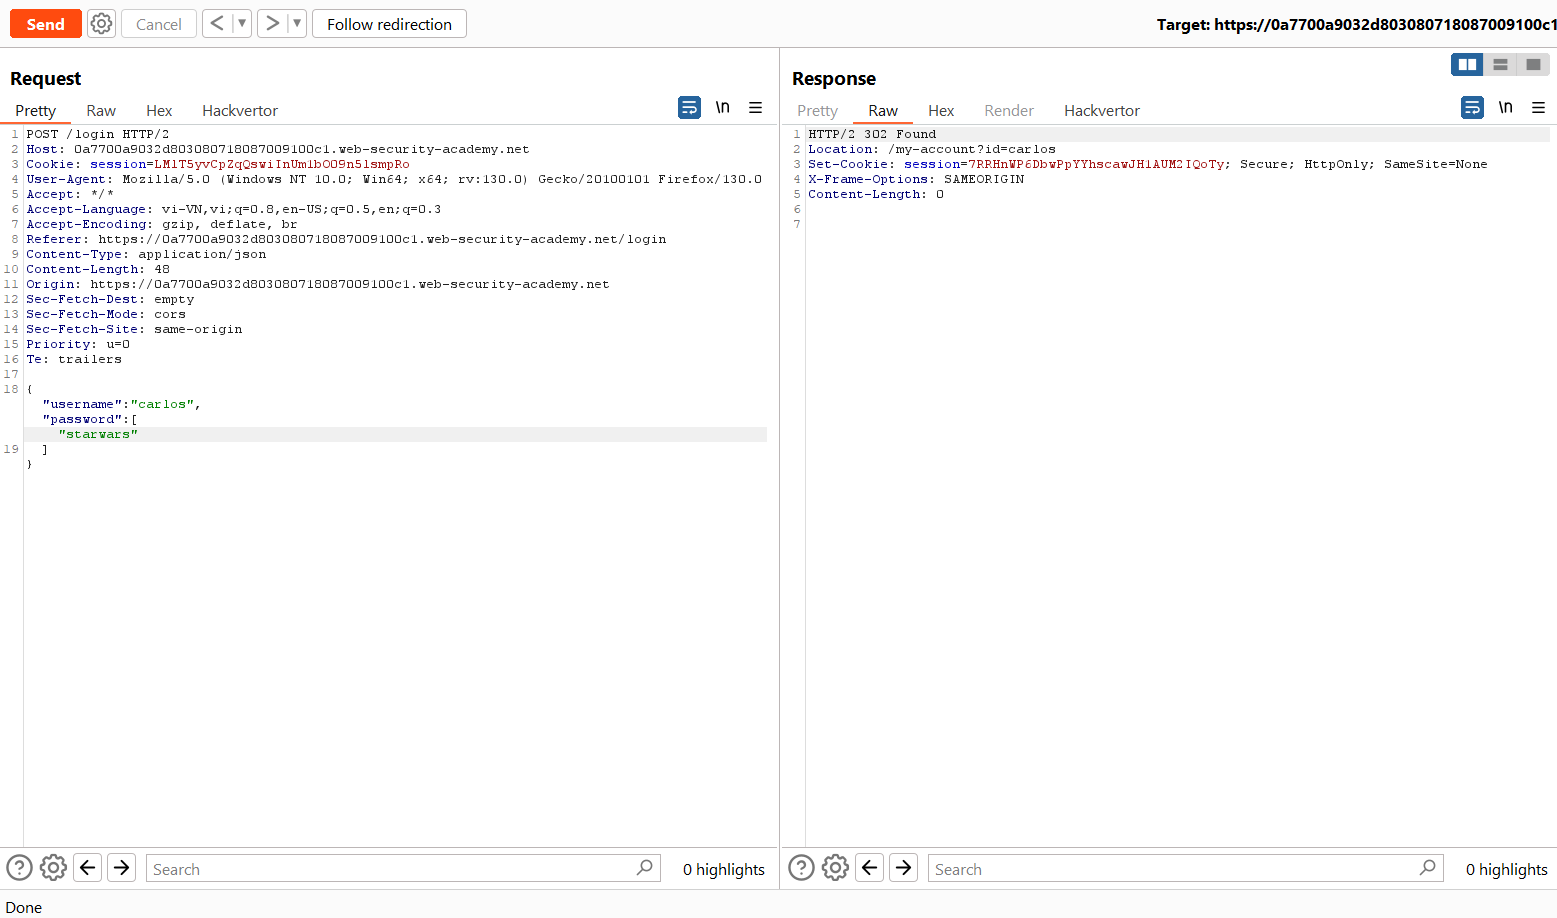 Send
Cancel
<
>
Follow redirection
Target: https://0a7700a9032d803080718087009100c1
Request
Pretty Raw Hex Hackvertor
\n
1 POST /login HTTP/2
2 Host: 0a7700a9032d803080718087009100c1.web-security-academy.net
3 Cookie: session=LM1T5yvCpZqQswiInUm1bOO9n51smpRo
4 User-Agent: Mozilla/5.0 (Windows NT 10.0; Win64; x64; rv:130.0) Gecko/20100101 Firefox/130.0
5 Accept: */*
6 Accept-Language: vi-VN,vi;q=0.8,en-US;q=0.5,en;q=0.3
7 Accept-Encoding: gzip, deflate, br
8 Referer: https://0a7700a9032d803080718087009100c1.web-security-academy.net/login
9 Content-Type: application/json
10 Content-Length: 48
11 Origin: https://0a7700a9032d803080718087009100c1.web-security-academy.net
12 Sec-Fetch-Dest: empty
13 Sec-Fetch-Mode: cors
14 Sec-Fetch-Site: same-origin
15 Priority: u=0
16 Te: trailers
17
18 {
"username":"carlos",
"password":[
"starwars"
19 ]
}
Search
0 highlights
Response
Pretty Raw Hex Render Hackvertor
\n
1 HTTP/2 302 Found
2 Location: /my-account?id=carlos
3 Set-Cookie: session=7RRHnWP6DbwPpYYhscawJH1AUM2IQoTy; Secure; HttpOnly; SameSite=None
4 X-Frame-Options: SAMEORIGIN
5 Content-Length: 0
6
7
Search
0 highlights
Done